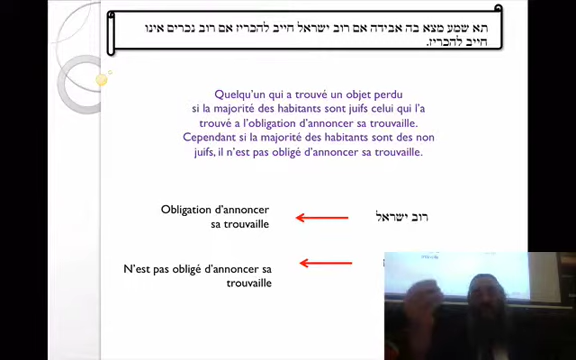 תא שמע מצא בה אבידה אם רוב ישראל חייב להכריז אם רוב נכרים אינו
חייב להכריז.
Quelqu'un qui a trouvé un objet perdu
si la majorité des habitants sont juifs celui qui l'a
trouvé a l'obligation d'annoncer sa trouvaille.
Cependant si la majorité des habitants sont des non
juifs, il n'est pas obligé d'annoncer sa trouvaille.
Obligation d'annoncer
sa trouvaille
רוב ישראל
N'est pas obligé d'annoncer sa
trouvaille